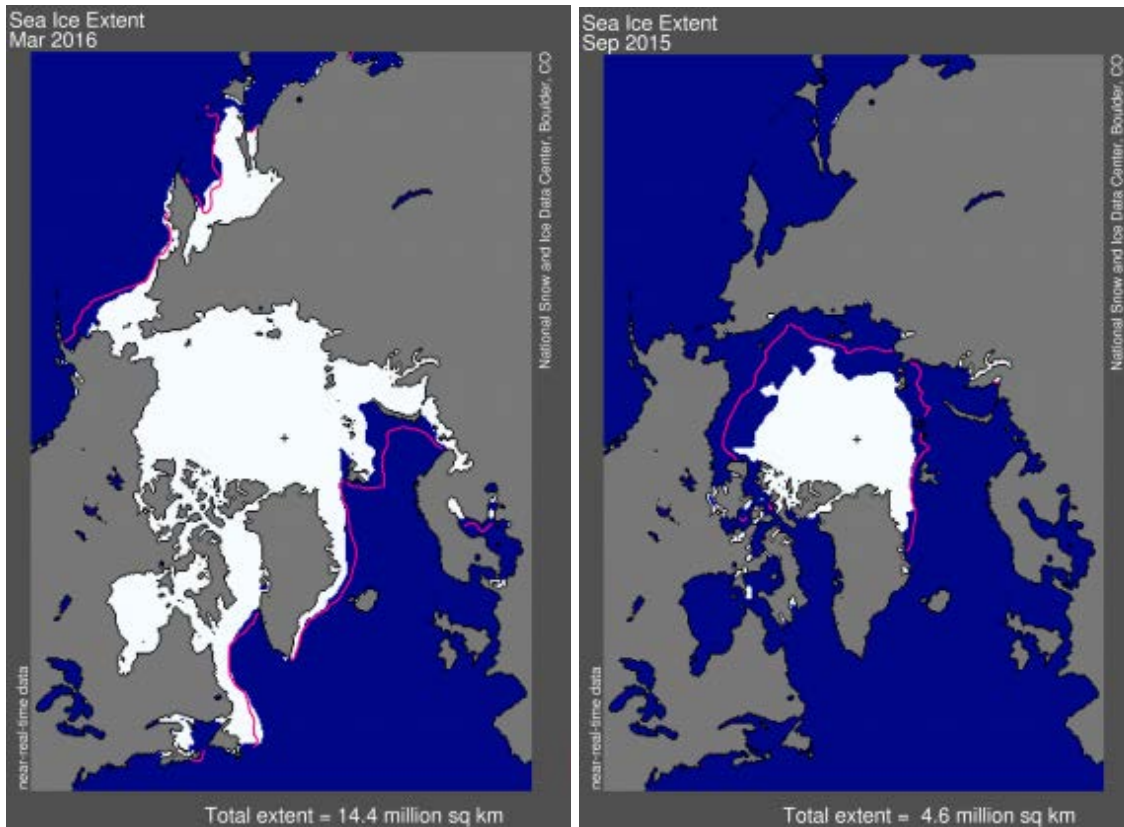 Sea Ice Extent
Mar 2016
National Snow and Ice Data Center, Boulder, CO
near-real-time data
Total extent = 14.4 million sq km
Sea Ice Extent
Sep 2015
National Snow and Ice Data Center, Boulder, CO
near-real-time data
Total extent = 4.6 million sq km